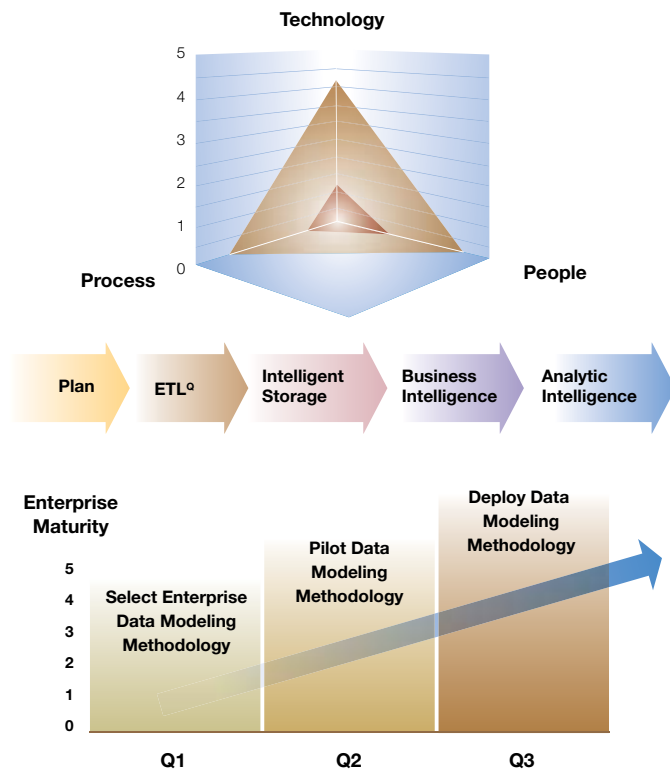 Technology
5
4
3
2
1
0
Process
People
Plan
ETLQ
Intelligent
Storage
Business
Intelligence
Analytic
Intelligence
Enterprise
Maturity
5
4
3
2
1
0
Select Enterprise
Data Modeling
Methodology
Pilot Data
Modeling
Methodology
Deploy Data
Modeling
Methodology
Q1
Q2
Q3